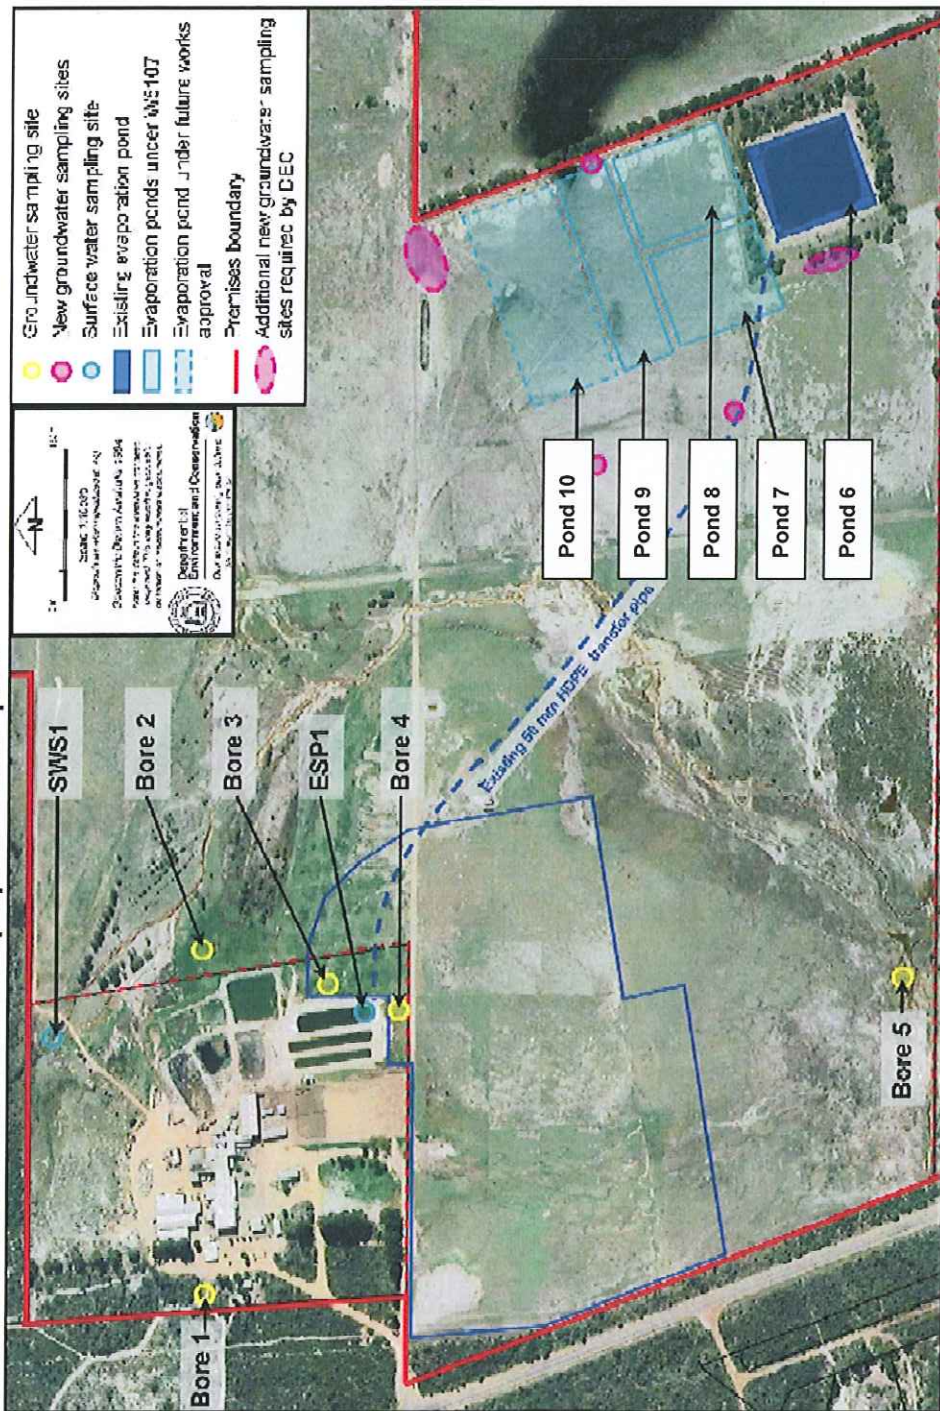 Groundwater sampling site
New groundwater sampling sites
Surface water sampling site
Existing evaporation pond
Evaporation ponds under W5107
Evaporation pond under future works
approval
Premises boundary
Additional new groundwater sampling
sites required by DEC
N
Department of
Environment and Conservation
SWS1
Bore 2
Bore 3
ESP1
Bore 4
Bore 1
Bore 5
Existing 50 mm HDPE transfer pipe
Pond 10
Pond 9
Pond 8
Pond 7
Pond 6